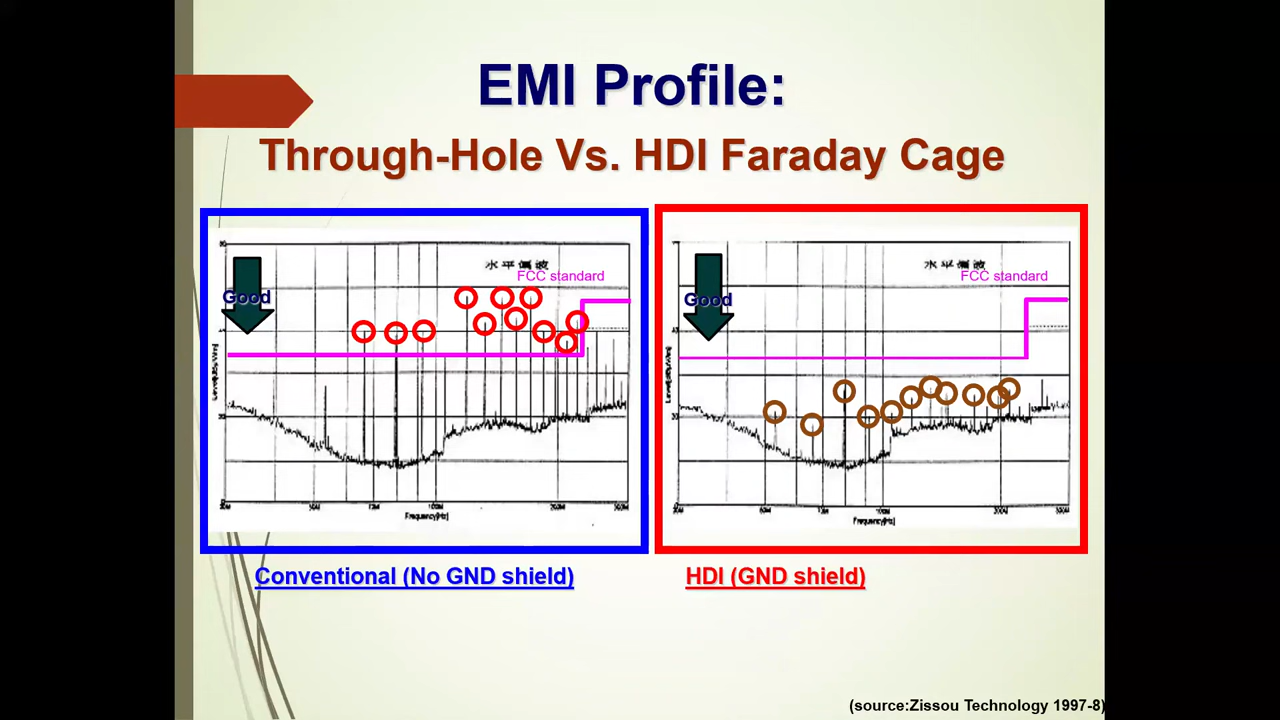 EMI Profile:
Through-Hole Vs. HDI Faraday Cage
水平偏波
FCC standard
Good
Frequency[Hz]
水平偏波
FCC standard
Good
Frequency[Hz]
Conventional (No GND shield)
HDI (GND shield)
(source:Zissou Technology 1997-8)